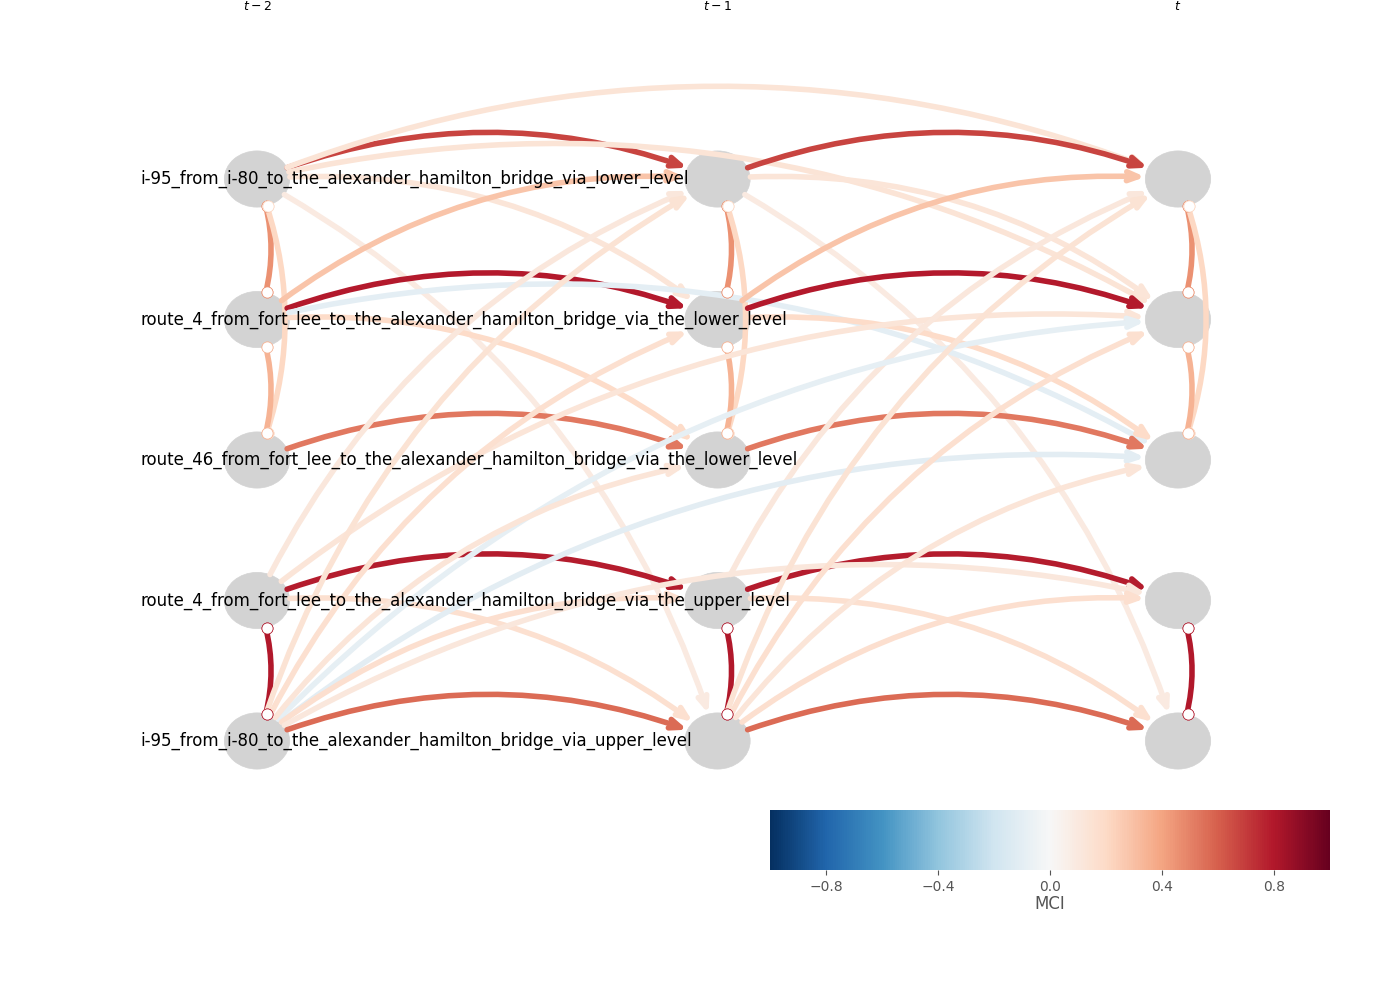 t − 2 t − 1 t
i-95_from_i-80_to_the_alexander_hamilton_bridge_via_lower_level
route_4_from_fort_lee_to_the_alexander_hamilton_bridge_via_the_lower_level
route_46_from_fort_lee_to_the_alexander_hamilton_bridge_via_the_lower_level
route_4_from_fort_lee_to_the_alexander_hamilton_bridge_via_the_upper_level
i-95_from_i-80_to_the_alexander_hamilton_bridge_via_upper_level
−0.8 −0.4 0.0 0.4 0.8
MCI